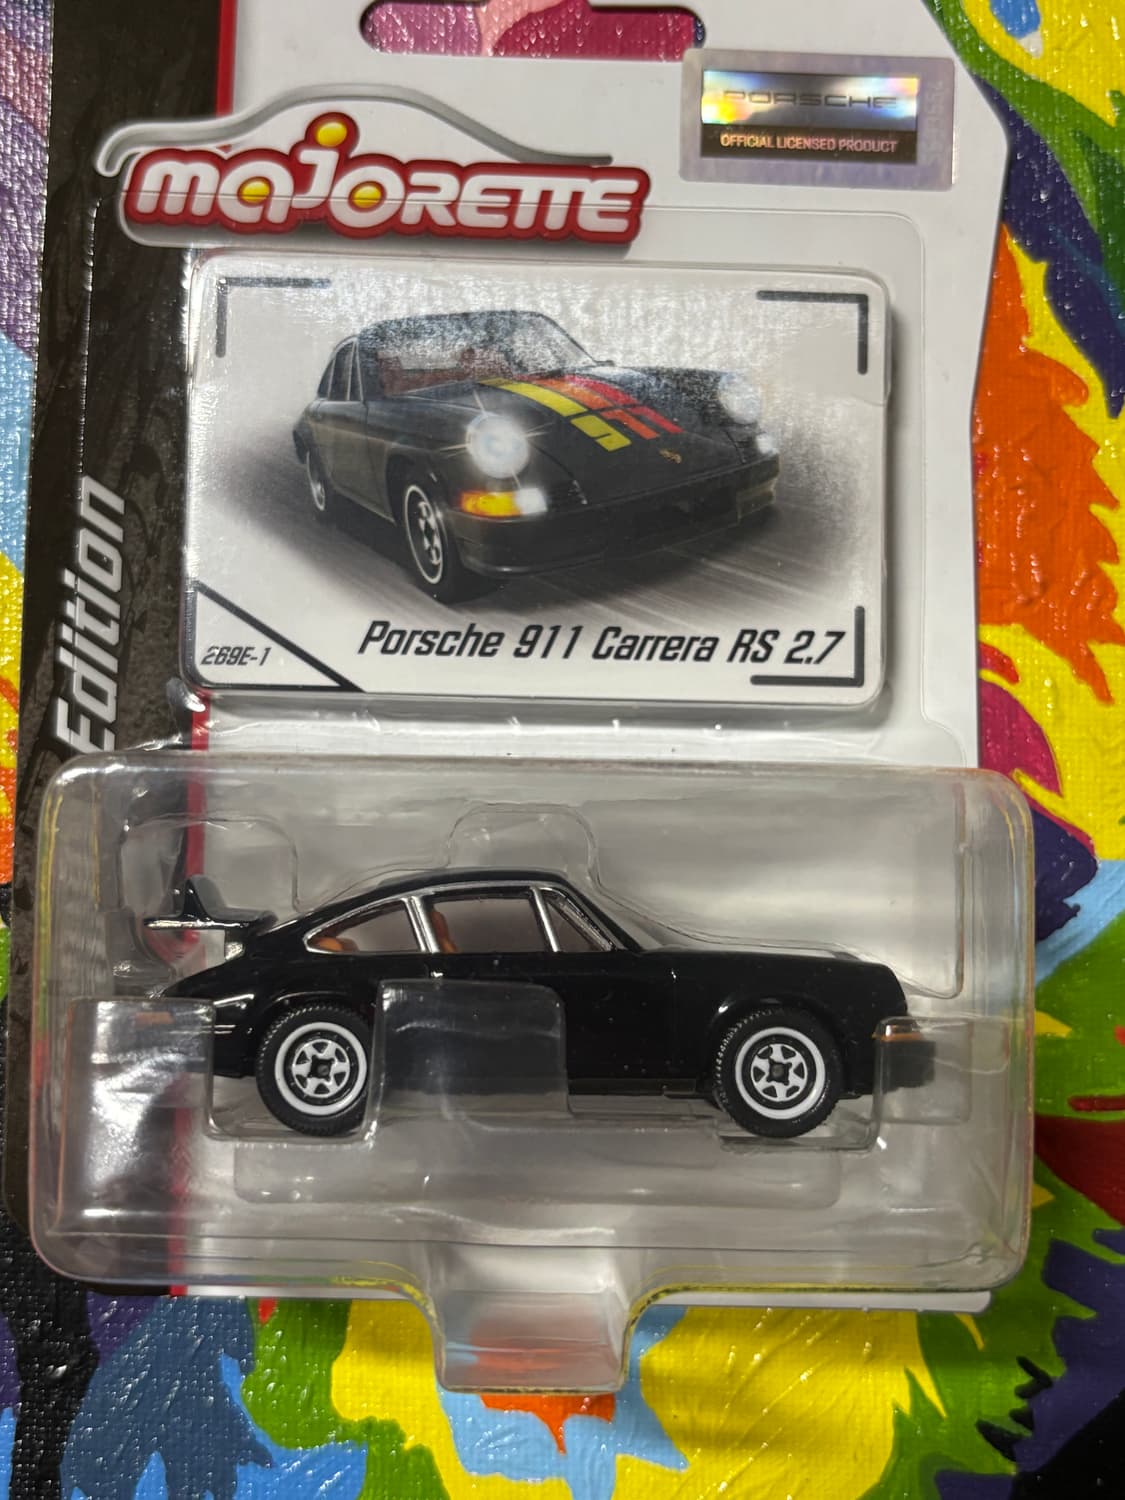 PORSCHE
OFFICIAL LICENSED PRODUCT
majorette
Edition
269E-1
Porsche 911 Carrera RS 2.7